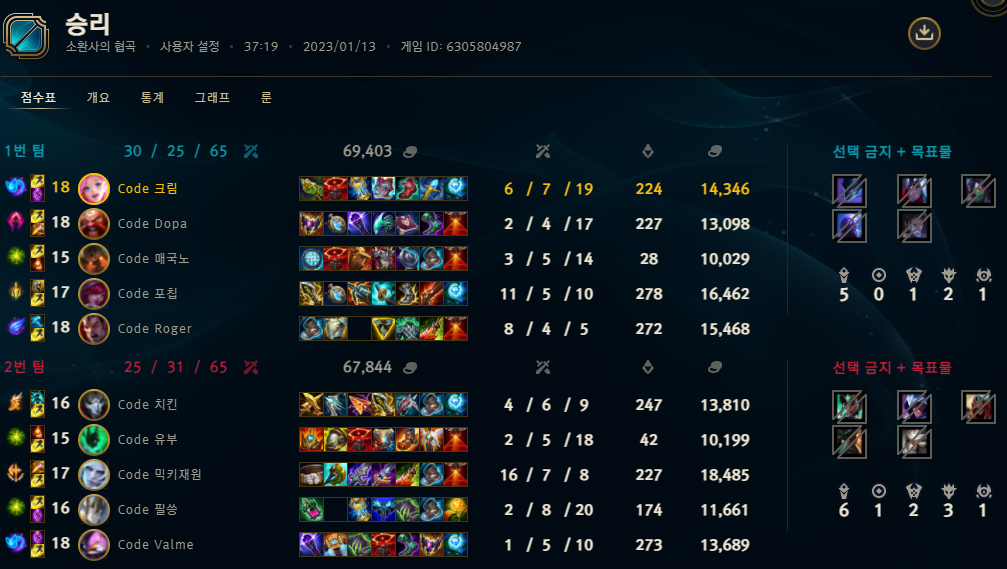 승리
소환사의 협곡 • 사용자 설정 • 37:19 • 2023/01/13 • 게임 ID: 6305804987
점수표 개요 통계 그래프 룬
1번 팀 30 / 25 / 65 69,403 선택 금지 + 목표물
18 Code 크림 6 / 7 / 19 224 14,346
18 Code Dopa 2 / 4 / 17 227 13,098
15 Code 매국노 3 / 5 / 14 28 10,029
17 Code 포칩 11 / 5 / 10 278 16,462
5 0 1 2 1
18 Code Roger 8 / 4 / 5 272 15,468
2번 팀 25 / 31 / 65 67,844 선택 금지 + 목표물
16 Code 치킨 4 / 6 / 9 247 13,810
15 Code 유부 2 / 5 / 18 42 10,199
17 Code 믹키재원 16 / 7 / 8 227 18,485
16 Code 필쏭 2 / 8 / 20 174 11,661
6 1 2 3 1
18 Code Valme 1 / 5 / 10 273 13,689